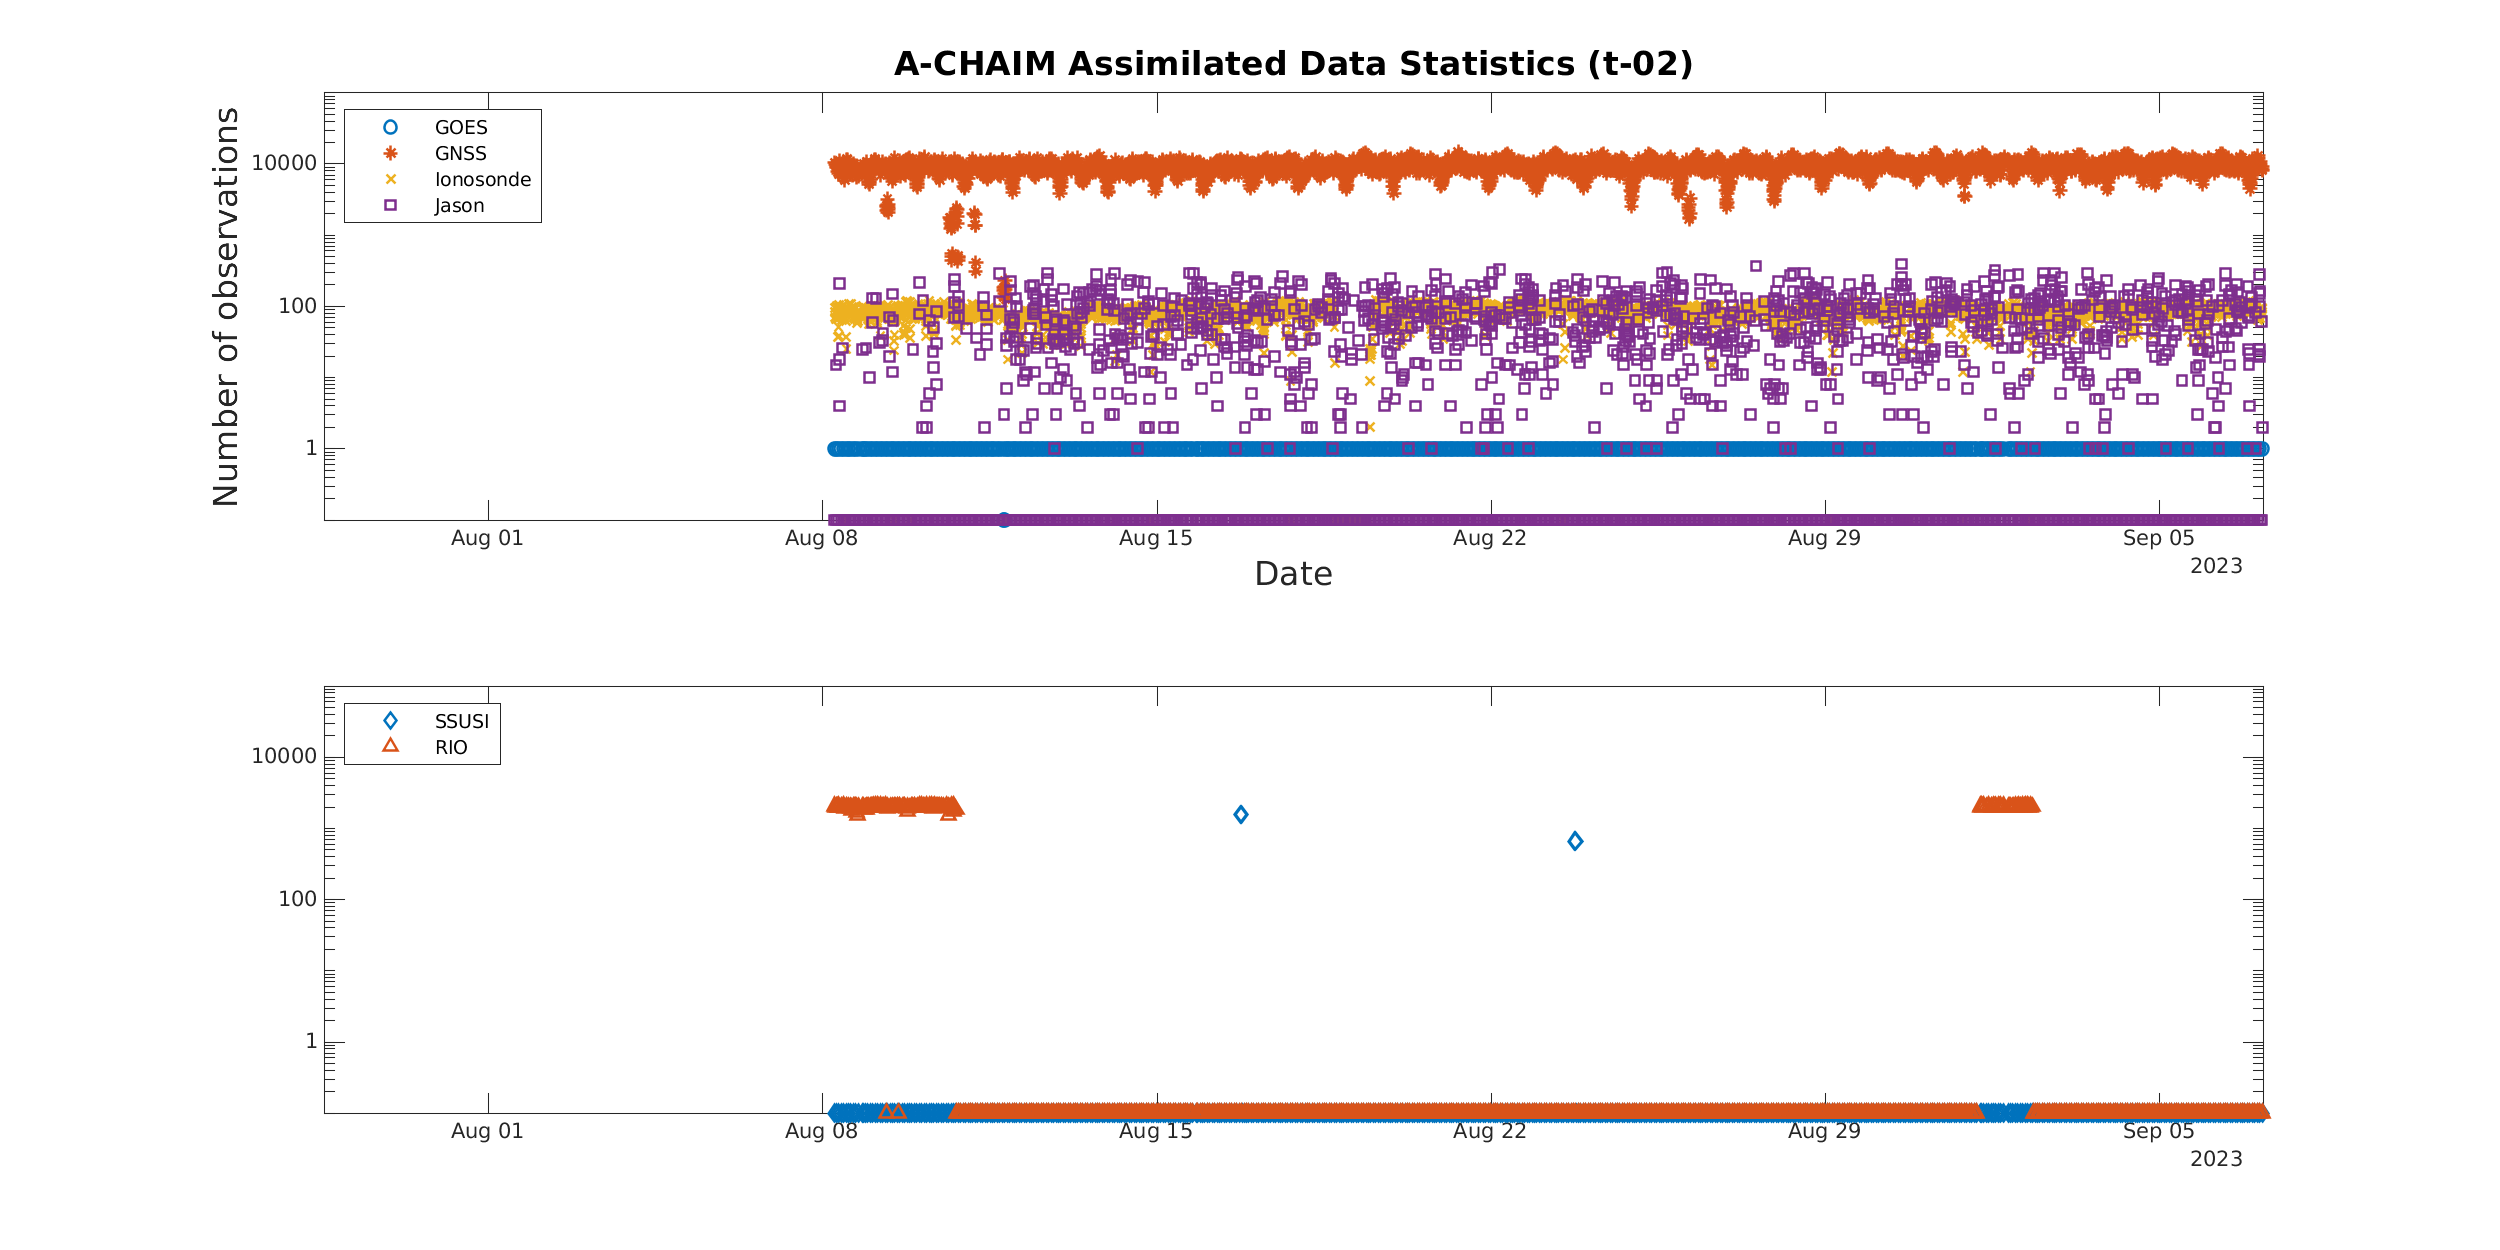 A-CHAIM Assimilated Data Statistics (t-02)
Number of observations
10000
100
1
GOES
GNSS
Ionosonde
Jason
Aug 01 Aug 08 Aug 15 Aug 22 Aug 29 Sep 05
2023
Date
10000
100
1
SSUSI
RIO
Aug 01 Aug 08 Aug 15 Aug 22 Aug 29 Sep 05
2023